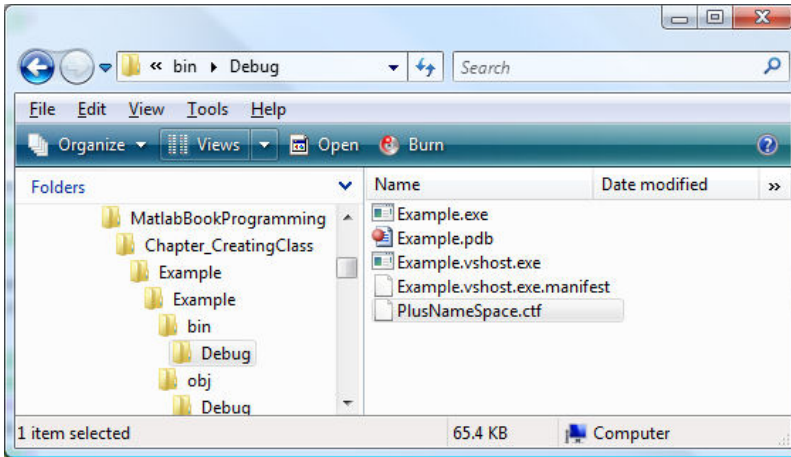 « bin Debug Search
File Edit View Tools Help
Organize Views Open Burn
Folders
Name Date modified »
MatlabBookProgramming
Chapter_CreatingClass
Example
Example
bin
Debug
obj
Debug
Example.exe
Example.pdb
Example.vshost.exe
Example.vshost.exe.manifest
PlusNameSpace.ctf
1 item selected 65.4 KB Computer